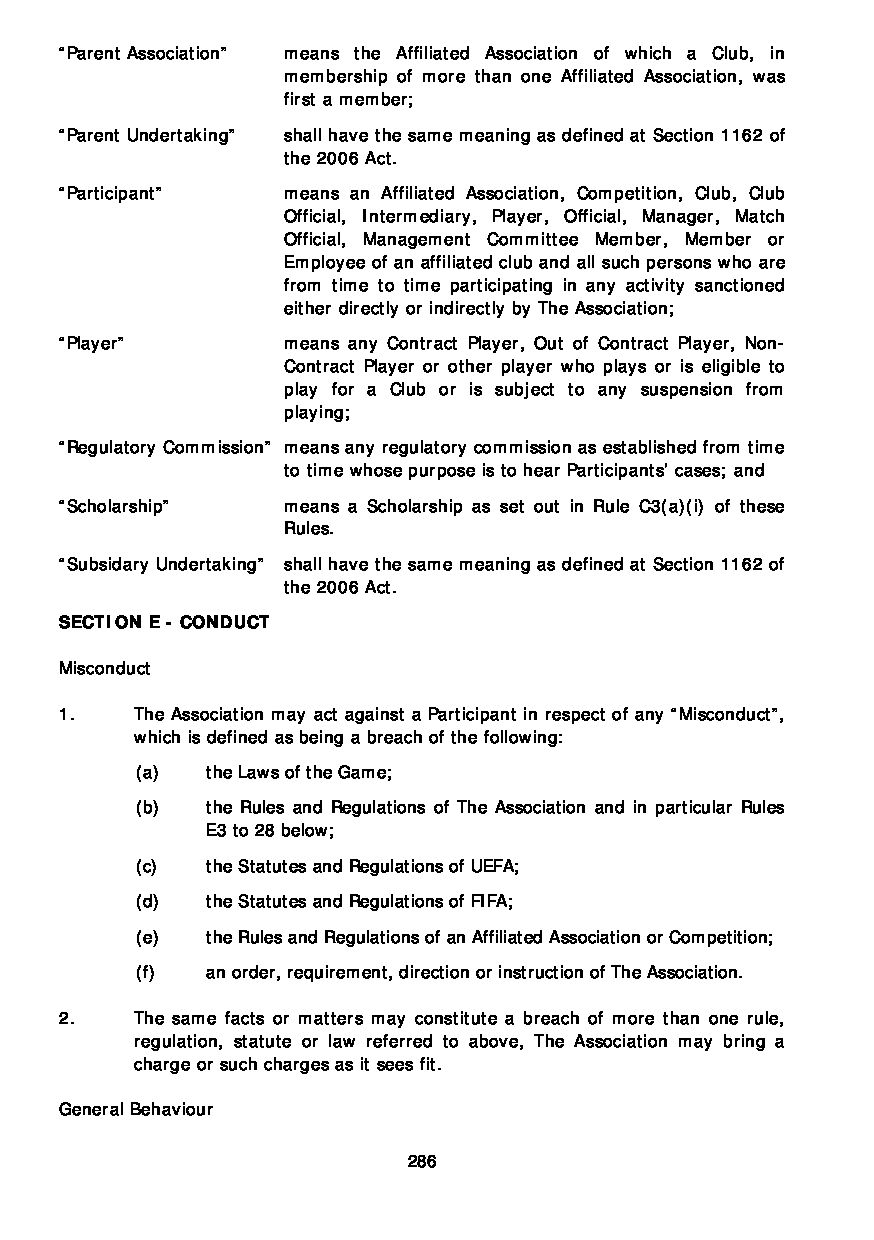 “Parent Association” means the Affiliated Association of which a Club, in
membership of more than one Affiliated Association, was
first a member;
“Parent Undertaking” shall have the same meaning as defined at Section 1162 of
the 2006 Act.
“Participant” means an Affiliated Association, Competition, Club, Club
Official, Intermediary, Player, Official, Manager, Match
Official, Management Committee Member, Member or
Employee of an affiliated club and all such persons who are
from time to time participating in any activity sanctioned
either directly or indirectly by The Association;
“Player” means any Contract Player, Out of Contract Player, Non-
Contract Player or other player who plays or is eligible to
play for a Club or is subject to any suspension from
playing;
“Regulatory Commission” means any regulatory commission as established from time
to time whose purpose is to hear Participants' cases; and
“Scholarship” means a Scholarship as set out in Rule C3(a)(i) of these
Rules.
“Subsidary Undertaking” shall have the same meaning as defined at Section 1162 of
the 2006 Act.
SECTION E - CONDUCT
Misconduct
1. The Association may act against a Participant in respect of any “Misconduct”,
which is defined as being a breach of the following:
(a) the Laws of the Game;
(b) the Rules and Regulations of The Association and in particular Rules
E3 to 28 below;
(c) the Statutes and Regulations of UEFA;
(d) the Statutes and Regulations of FIFA;
(e) the Rules and Regulations of an Affiliated Association or Competition;
(f) an order, requirement, direction or instruction of The Association.
2. The same facts or matters may constitute a breach of more than one rule,
regulation, statute or law referred to above, The Association may bring a
charge or such charges as it sees fit.
General Behaviour
286